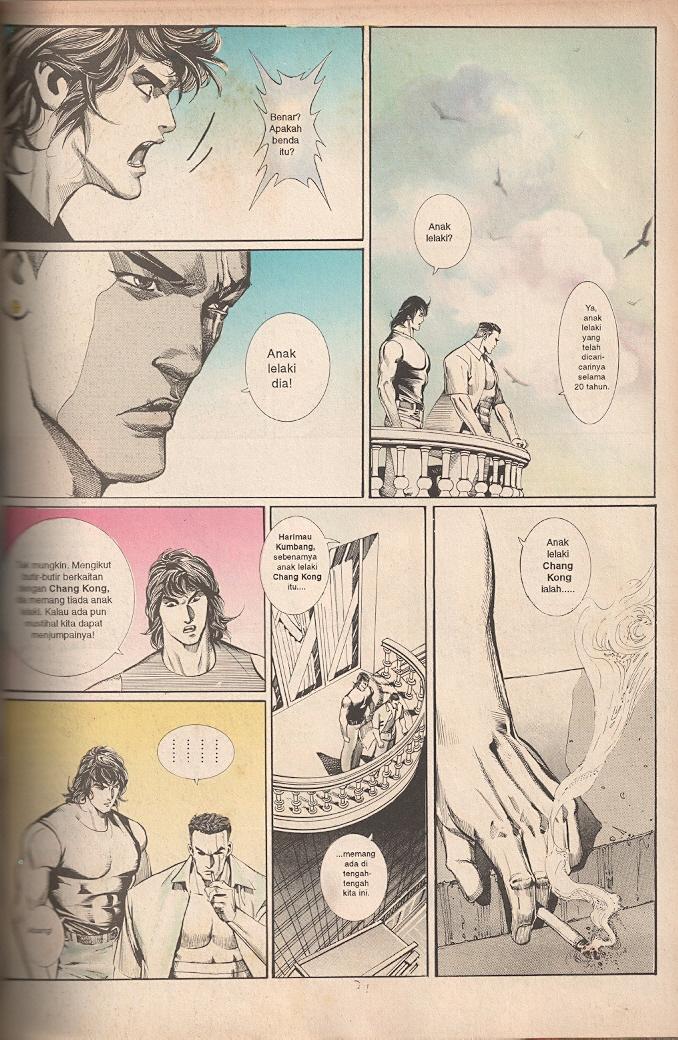 Benar?
Apakah
benda
itu?
Anak
lelaki
dia!
Anak
lelaki?
Ya,
anak
lelaki
yang
telah
dicari-
carinya
selama
20 tahun.
mungkin. Mengikut
butir-butir berkaitan
dengan Chang Kong,
dia memang tiada anak
lelaki. Kalau ada pun
mustihal kita dapat
menjumpainya!
Harimau
Kumbang,
sebenarnya
anak lelaki
Chang Kong
itu....
...memang
ada di
tengah-
tengah
kita ini.
Anak
lelaki
Chang
Kong
ialah.....